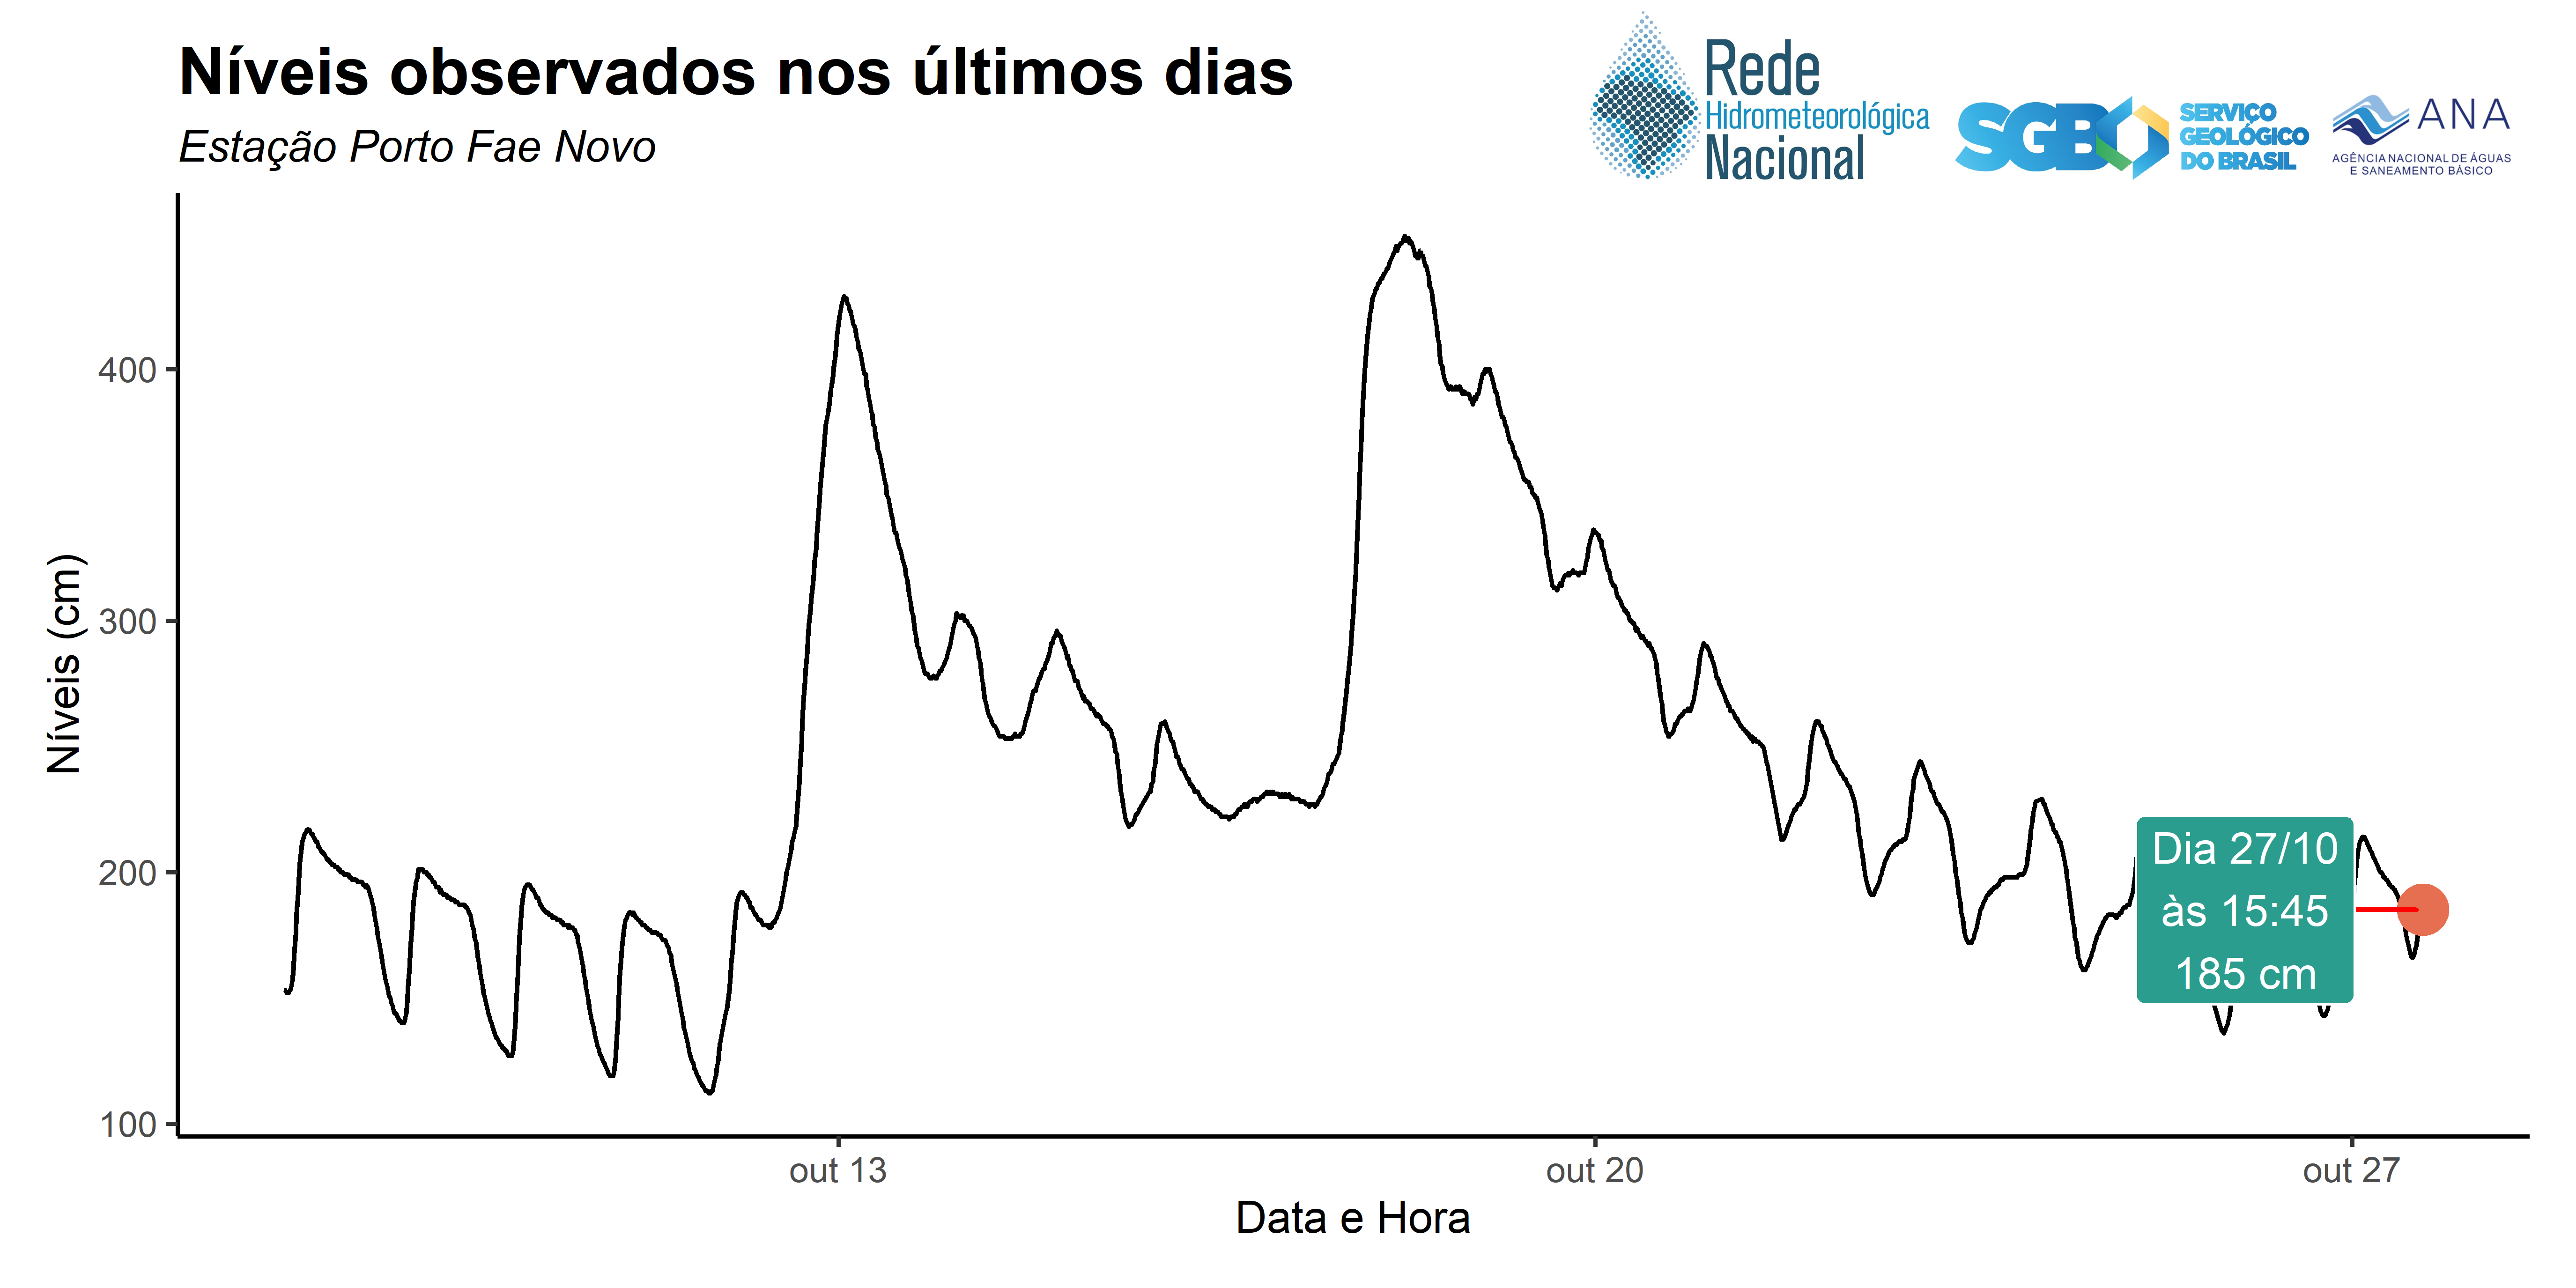 Níveis observados nos últimos dias
Estação Porto Fae Novo
Rede
Hidrometeorológica
Nacional
SGB
SERVIÇO
GEOLÓGICO
DO BRASIL
ANA
AGÊNCIA NACIONAL DE ÁGUAS
E SANEAMENTO BÁSICO
Níveis (cm)
400
300
200
100
Dia 27/10
às 15:45
185 cm
out 13
out 20
out 27
Data e Hora